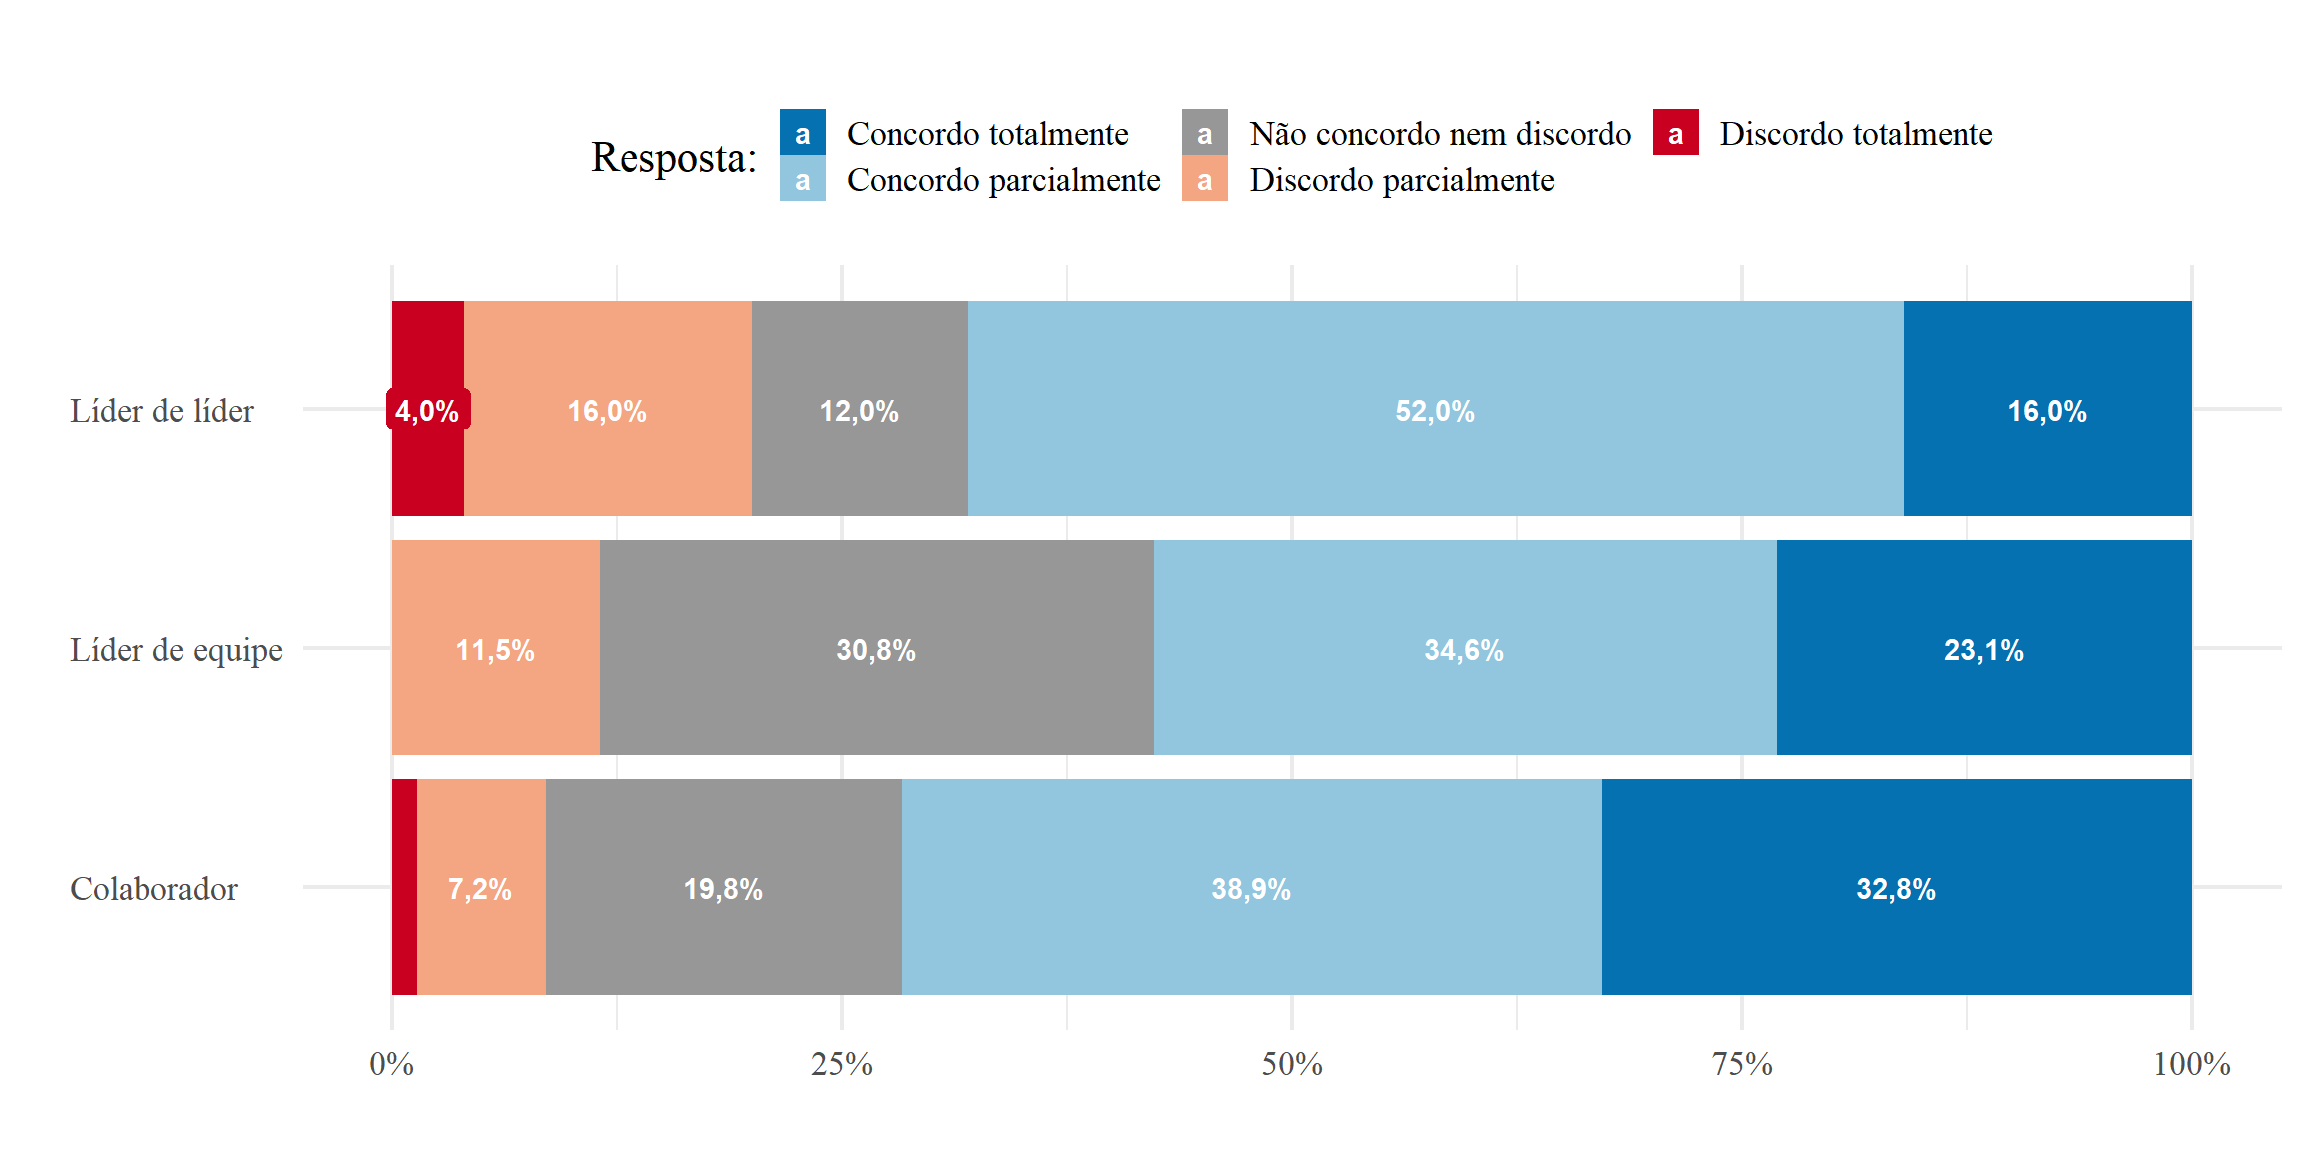 Resposta:
a Concordo totalmente a Não concordo nem discordo a Discordo totalmente
a Concordo parcialmente a Discordo parcialmente
Líder de líder 4,0% 16,0% 12,0% 52,0% 16,0%
Líder de equipe 11,5% 30,8% 34,6% 23,1%
Colaborador 7,2% 19,8% 38,9% 32,8%
0% 25% 50% 75% 100%